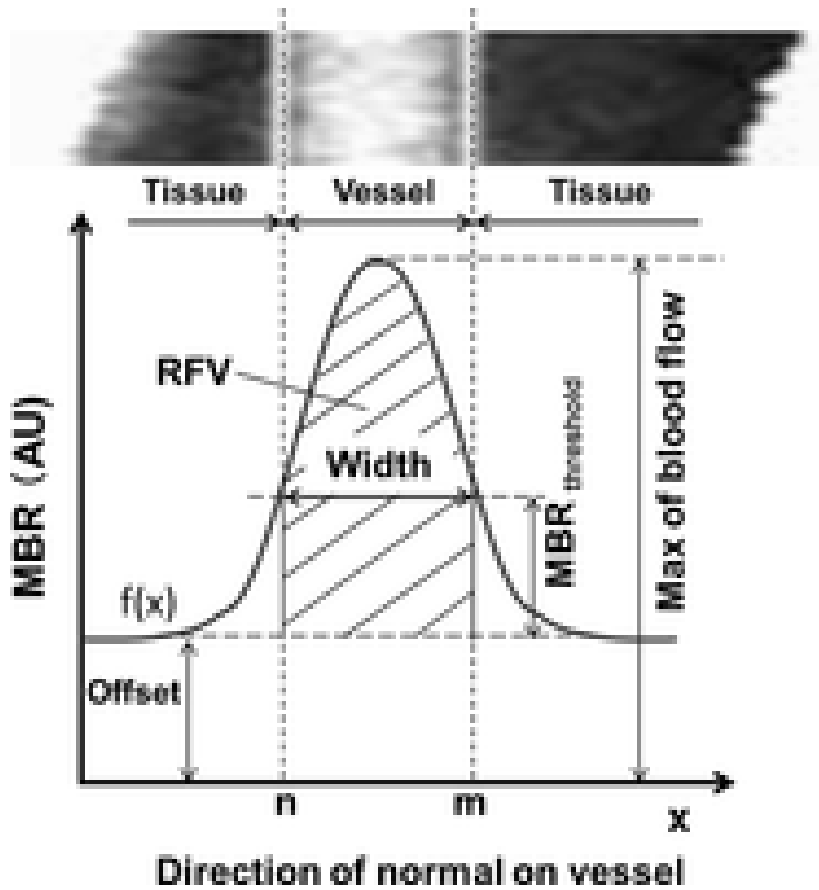 Tissue
Vessel
Tissue
RFV
Width
MBR threshold
Max of blood flow
MBR (AU)
f(x)
Offset
n
m
x
Direction of normal on vessel